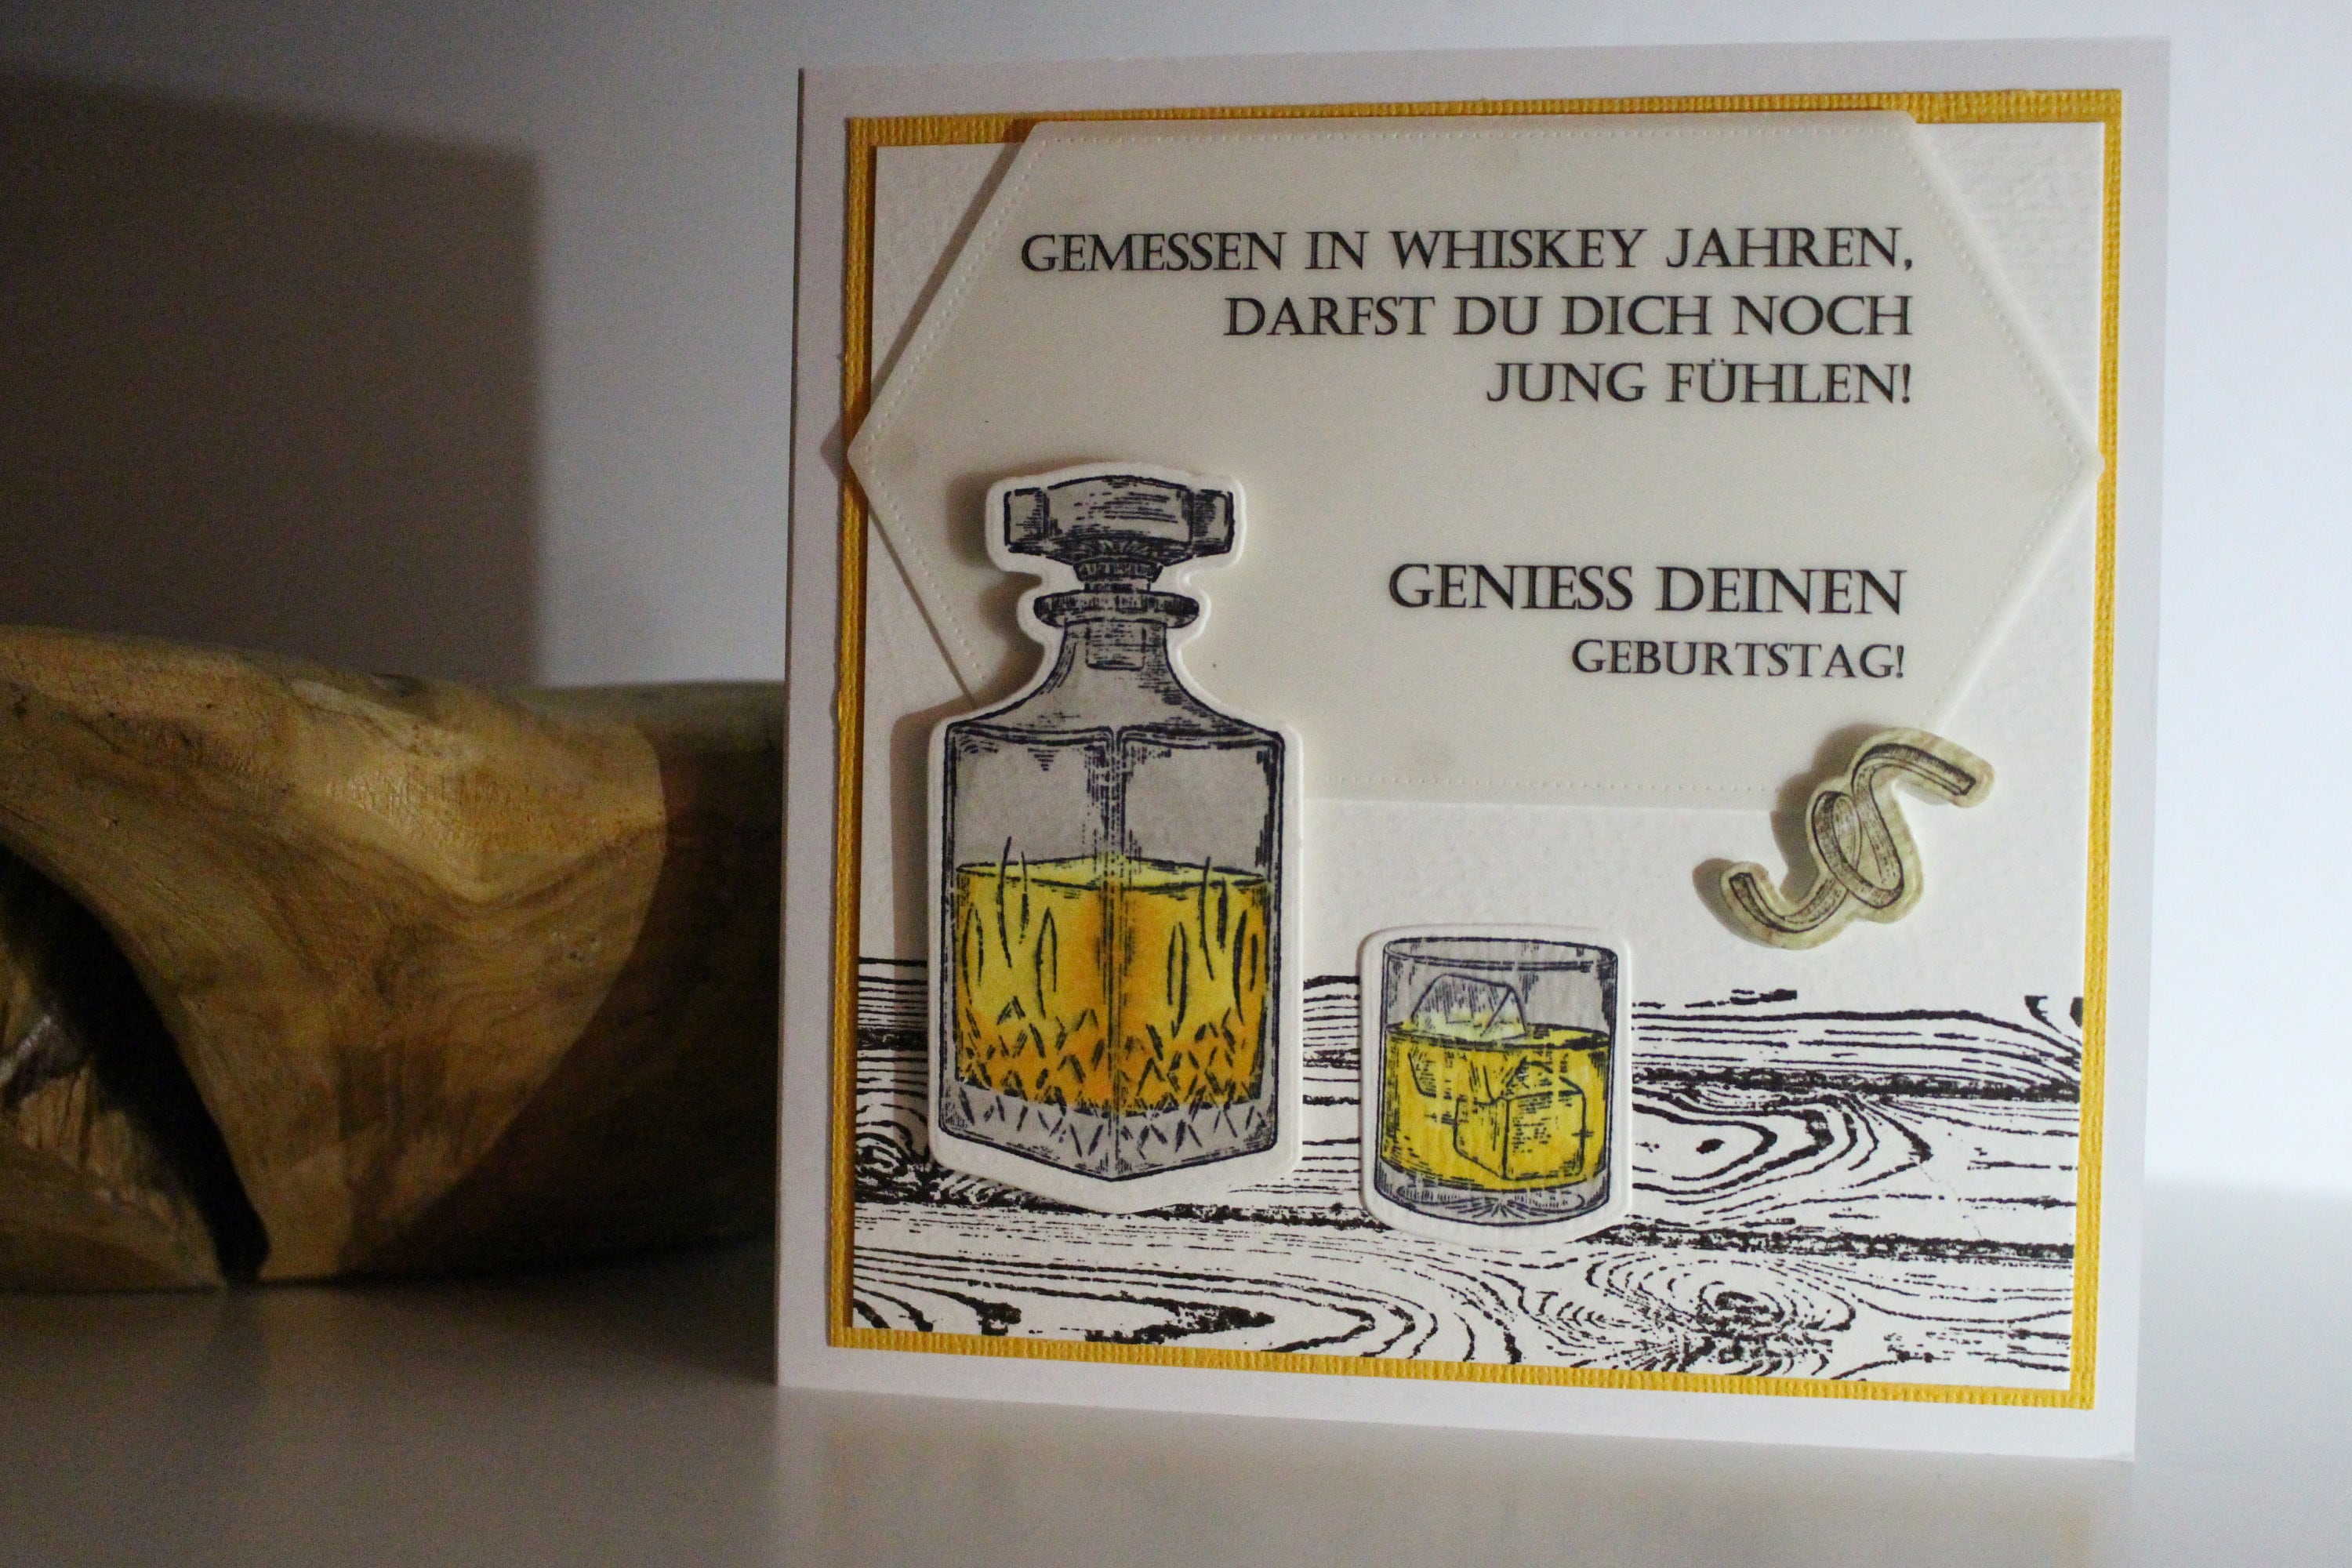 GEMESSEN IN WHISKEY JAHREN,
DARFST DU DICH NOCH
JUNG FÜHLEN!
GENIESS DEINEN
GEBURTSTAG!